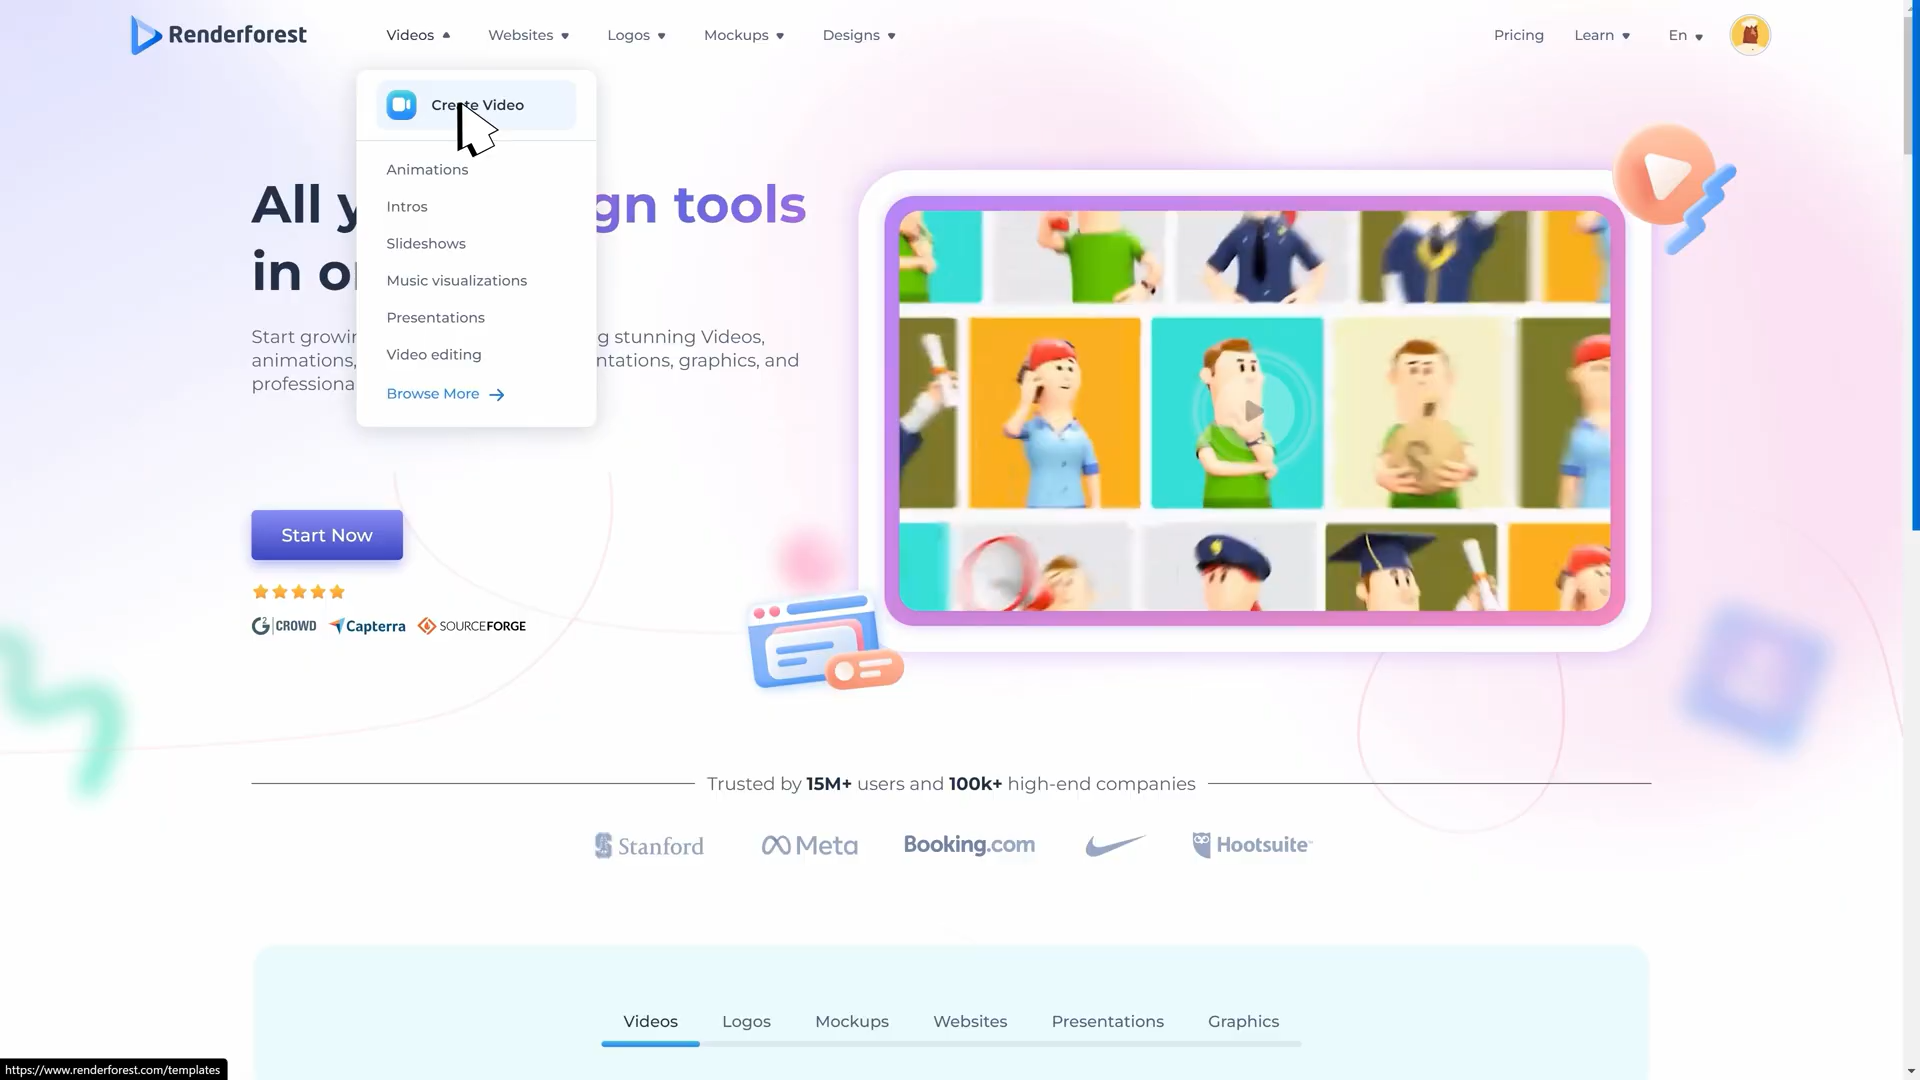 Renderforest
Videos
Websites
Logos
Mockups
Designs
Pricing
Learn
En
Create Video
Animations
Intros
Slideshows
Music visualizations
Presentations
Video editing
Browse More
All
gn tools
in
Start
g stunning Videos,
animations,
ntations, graphics, and
Start Now
G2 CROWD
Capterra
SOURCEFORGE
Trusted by 15M+ users and 100k+ high-end companies
Stanford
Meta
Booking.com
Hootsuite
Videos
Logos
Mockups
Websites
Presentations
Graphics
https://www.renderforest.com/templates